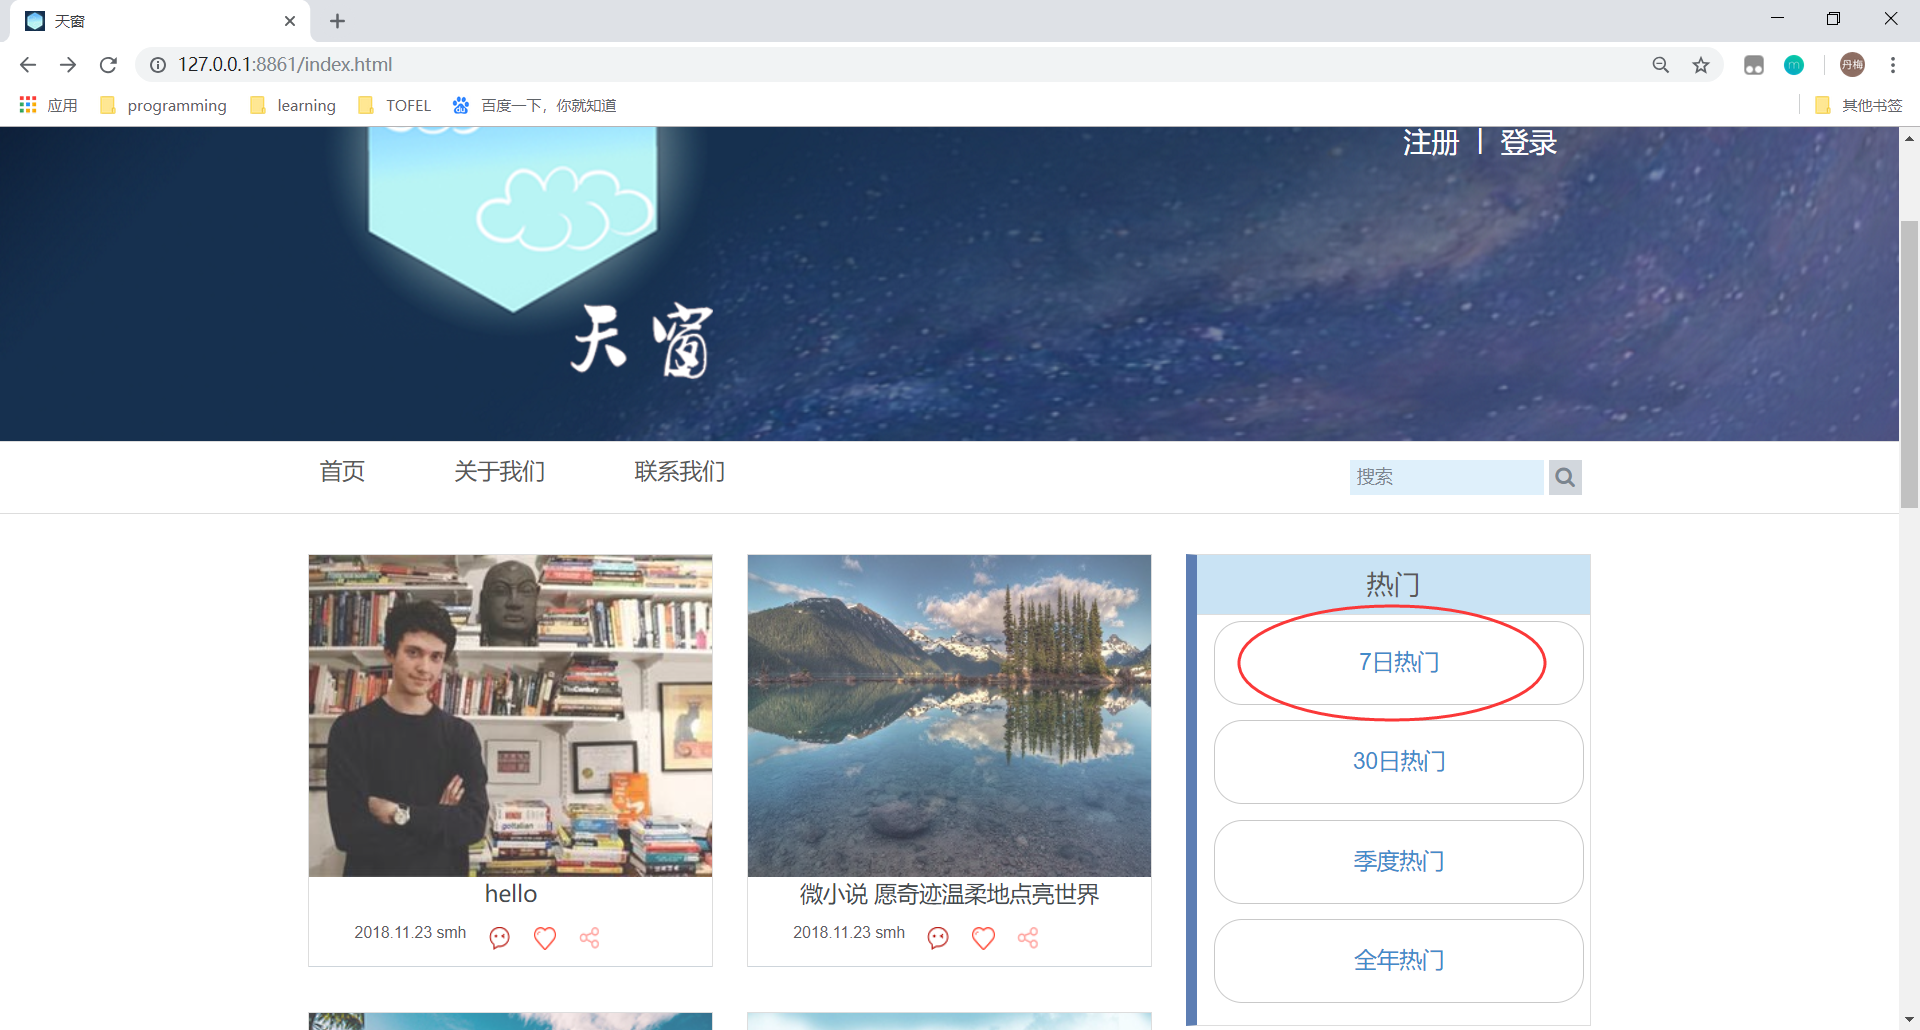 天窗
127.0.0.1:8861/index.html
丹梅
应用 programming learning TOFEL 百度一下，你就知道 其他书签
注册 | 登录
天窗
首页 关于我们 联系我们 搜索
热门
7日热门
30日热门
季度热门
全年热门
hello
2018.11.23 smh
微小说 愿奇迹温柔地点亮世界
2018.11.23 smh